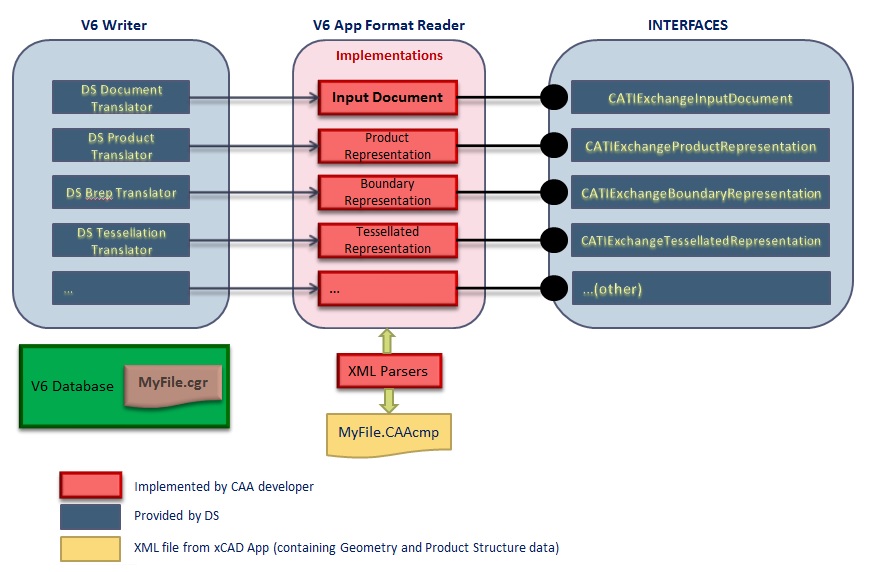 V6 Writer
V6 App Format Reader
INTERFACES
Implementations
DS Document
Translator
Input Document
CATIExchangeInputDocument
DS Product
Translator
Product
Representation
CATIExchangeProductRepresentation
DS Brep Translator
Boundary
Representation
CATIExchangeBoundaryRepresentation
DS Tessellation
Translator
Tessellated
Representation
CATIExchangeTessellatedRepresentation
...
...
...(other)
V6 Database
MyFile.cgr
XML Parsers
MyFile.CAAcmp
Implemented by CAA developer
Provided by DS
XML file from xCAD App (containing Geometry and Product Structure data)